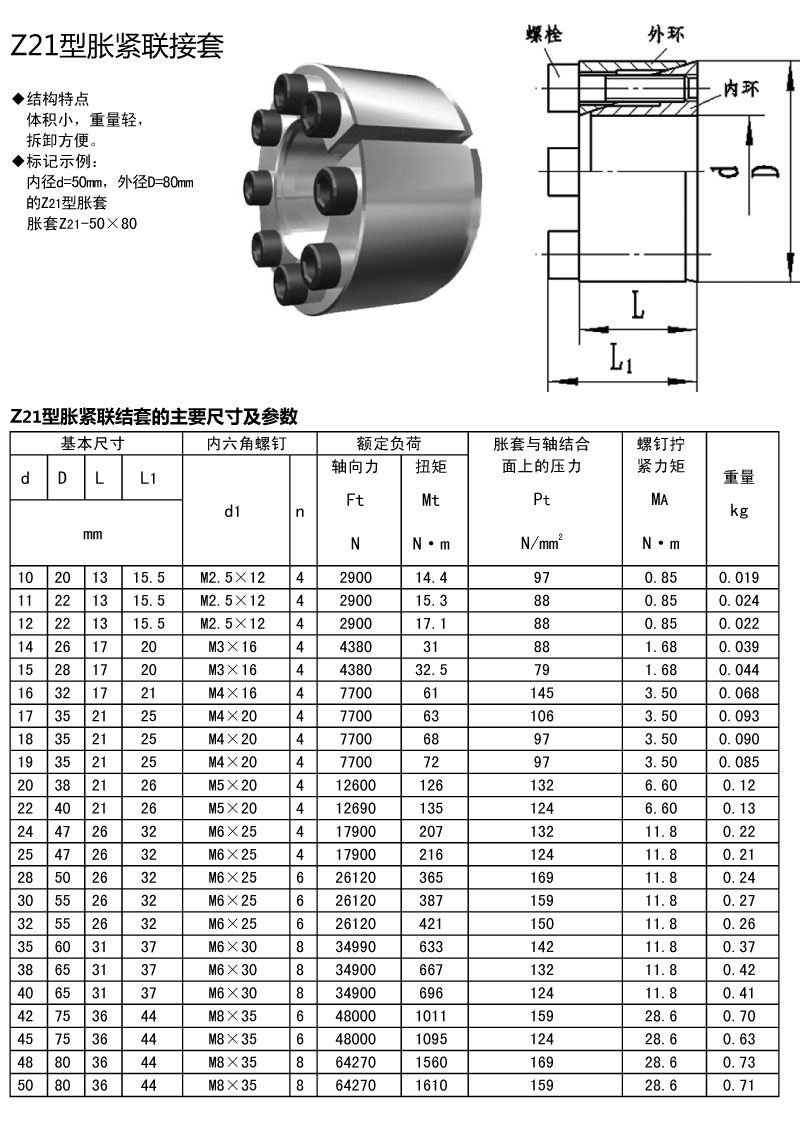 Z21型胀紧联接套
◆结构特点
体积小，重量轻，
拆卸方便。
◆标记示例：
内径d=50mm，外径D=80mm
的Z21型胀套
胀套Z21-50×80
螺栓
外环
内环
d
D
L
L1
Z21型胀紧联结套的主要尺寸及参数
基本尺寸 内六角螺钉 额定负荷 胀套与轴结合面上的压力 螺钉拧紧力矩 重量
d D L L1 d1 n 轴向力 扭矩
Ft Mt Pt MA kg
mm N N·m N/mm² N·m
10 20 13 15.5 M2.5×12 4 2900 14.4 97 0.85 0.019
11 22 13 15.5 M2.5×12 4 2900 15.3 88 0.85 0.024
12 22 13 15.5 M2.5×12 4 2900 17.1 88 0.85 0.022
14 26 17 20 M3×16 4 4380 31 88 1.68 0.039
15 28 17 20 M3×16 4 4380 32.5 79 1.68 0.044
16 32 17 21 M4×16 4 7700 61 145 3.50 0.068
17 35 21 25 M4×20 4 7700 63 106 3.50 0.093
18 35 21 25 M4×20 4 7700 68 97 3.50 0.090
19 35 21 25 M4×20 4 7700 72 97 3.50 0.085
20 38 21 26 M5×20 4 12600 126 132 6.60 0.12
22 40 21 26 M5×20 4 12690 135 124 6.60 0.13
24 47 26 32 M6×25 4 17900 207 132 11.8 0.22
25 47 26 32 M6×25 4 17900 216 124 11.8 0.21
28 50 26 32 M6×25 6 26120 365 169 11.8 0.24
30 55 26 32 M6×25 6 26120 387 159 11.8 0.27
32 55 26 32 M6×25 6 26120 421 150 11.8 0.26
35 60 31 37 M6×30 8 34990 633 142 11.8 0.37
38 65 31 37 M6×30 8 34900 667 132 11.8 0.42
40 65 31 37 M6×30 8 34900 696 124 11.8 0.41
42 75 36 44 M8×35 6 48000 1011 159 28.6 0.70
45 75 36 44 M8×35 6 48000 1095 124 28.6 0.63
48 80 36 44 M8×35 8 64270 1560 169 28.6 0.73
50 80 36 44 M8×35 8 64270 1610 159 28.6 0.71